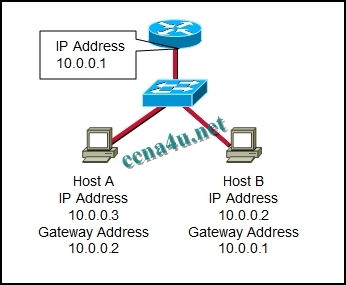 IP Address
10.0.0.1
ccna4u.net
Host A
IP Address
10.0.0.3
Gateway Address
10.0.0.2
Host B
IP Address
10.0.0.2
Gateway Address
10.0.0.1